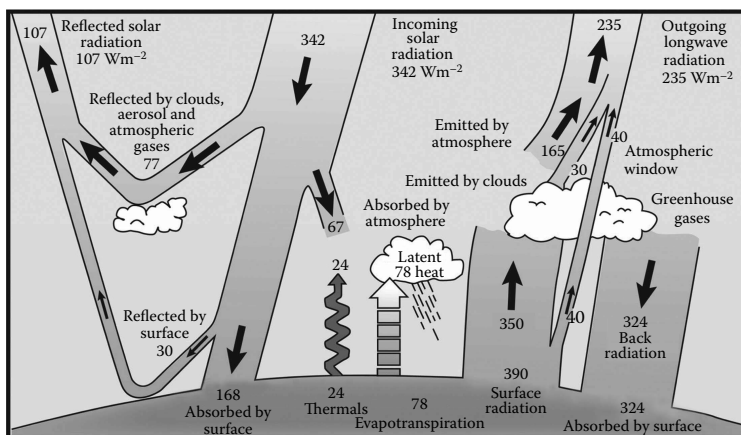 107
Reflected solar
radiation
107 Wm–2
342
Incoming
solar
radiation
342 Wm–2
235
Outgoing
longwave
radiation
235 Wm–2
Reflected by clouds,
aerosol and
atmospheric
gases
77
Emitted by
atmosphere
165
30
40
Atmospheric
window
Emitted by clouds
Greenhouse
gases
67
Absorbed by
atmosphere
24
Latent
78 heat
Reflected by
surface
30
350
40
324
Back
radiation
168
Absorbed by
surface
24
Thermals
78
Evapotranspiration
390
Surface
radiation
324
Absorbed by surface